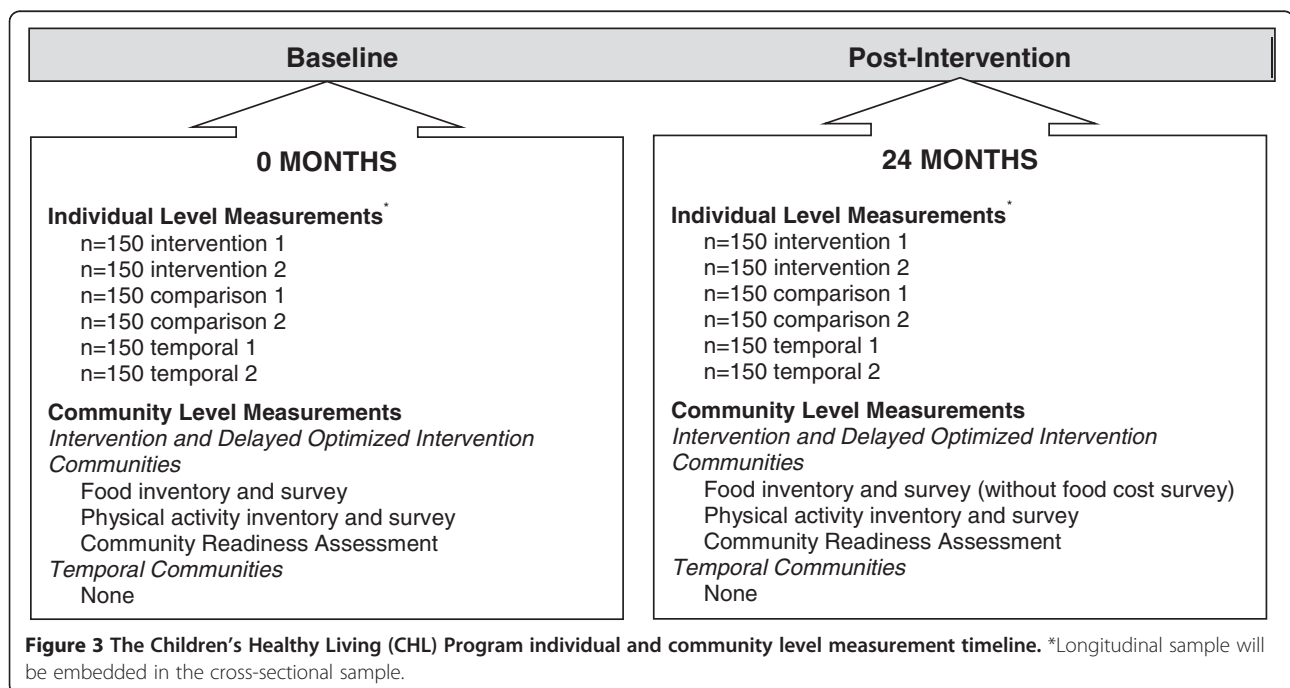 Baseline
Post-Intervention
0 MONTHS
Individual Level Measurements*
n=150 intervention 1
n=150 intervention 2
n=150 comparison 1
n=150 comparison 2
n=150 temporal 1
n=150 temporal 2
Community Level Measurements
Intervention and Delayed Optimized Intervention
Communities
Food inventory and survey
Physical activity inventory and survey
Community Readiness Assessment
Temporal Communities
None
24 MONTHS
Individual Level Measurements*
n=150 intervention 1
n=150 intervention 2
n=150 comparison 1
n=150 comparison 2
n=150 temporal 1
n=150 temporal 2
Community Level Measurements
Intervention and Delayed Optimized Intervention
Communities
Food inventory and survey (without food cost survey)
Physical activity inventory and survey
Community Readiness Assessment
Temporal Communities
None
Figure 3 The Children's Healthy Living (CHL) Program individual and community level measurement timeline. *Longitudinal sample will
be embedded in the cross-sectional sample.